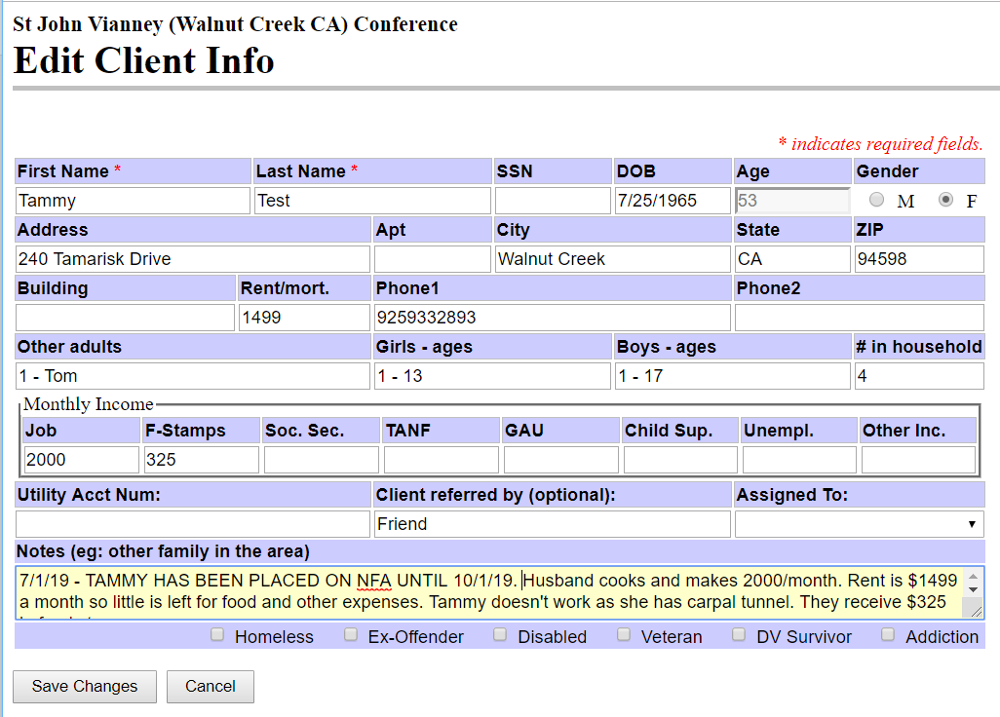 St John Vianney (Walnut Creek CA) Conference
Edit Client Info
* indicates required fields.
First Name * Last Name * SSN DOB Age Gender
Tammy Test 7/25/1965 53 M F
Address Apt City State ZIP
240 Tamarisk Drive Walnut Creek CA 94598
Building Rent/mort. Phone1 Phone2
1499 9259332893
Other adults Girls - ages Boys - ages # in household
1 - Tom 1 - 13 1 - 17 4
Monthly Income
Job F-Stamps Soc. Sec. TANF GAU Child Sup. Unempl. Other Inc.
2000 325
Utility Acct Num: Client referred by (optional): Assigned To:
Friend
Notes (eg: other family in the area)
7/1/19 - TAMMY HAS BEEN PLACED ON NFA UNTIL 10/1/19. Husband cooks and makes 2000/month. Rent is $1499
a month so little is left for food and other expenses. Tammy doesn't work as she has carpal tunnel. They receive $325
Homeless Ex-Offender Disabled Veteran DV Survivor Addiction
Save Changes Cancel